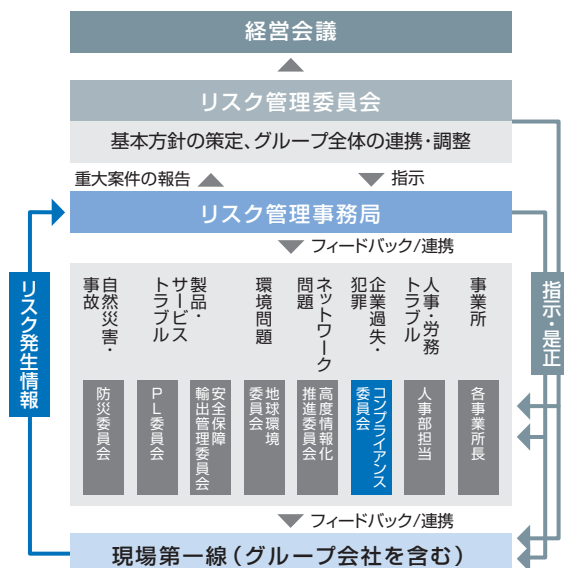 経営会議
リスク管理委員会
基本方針の策定、グループ全体の連携・調整
重大案件の報告
指示
リスク管理事務局
フィードバック/連携
リスク発生情報
指示・是正
自然災害・
事故
製品・
サービス
トラブル
環境問題
ネットワーク
問題
企業過失・
犯罪
人事・労務
トラブル
事業所
防災委員会
PL委員会
安全保障
輸出管理委員会
地球環境
委員会
高度情報化
推進委員会
コンプライアンス
委員会
人事部担当
各事業所長
フィードバック/連携
現場第一線（グループ会社を含む）